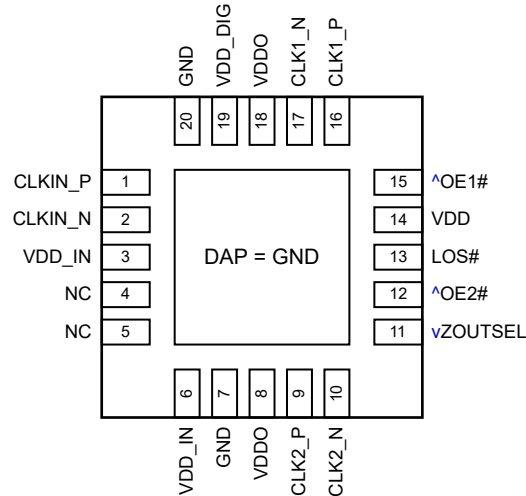 GND
VDD_DIG
VDDO
CLK1_N
CLK1_P
20
19
18
17
16
CLKIN_P 1
CLKIN_N 2
VDD_IN 3
NC 4
NC 5
DAP = GND
15 ^OE1#
14 VDD
13 LOS#
12 ^OE2#
11 vZOUTSEL
6
7
8
9
10
VDD_IN
GND
VDDO
CLK2_P
CLK2_N